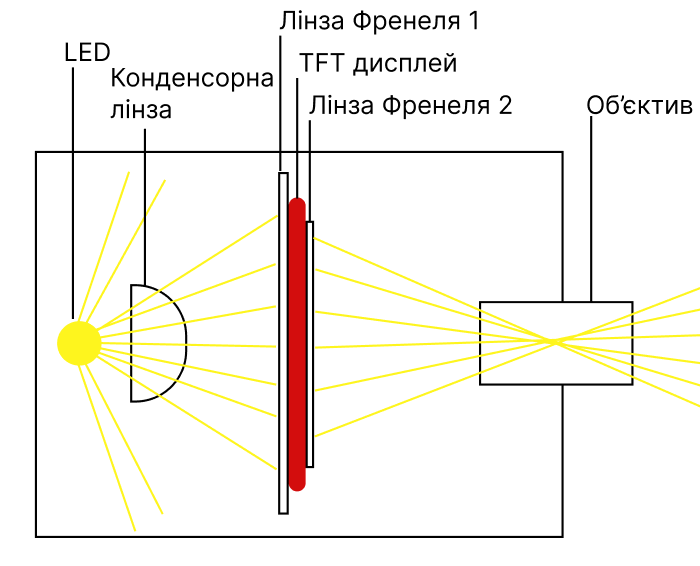 Лінза Френеля 1
LED
TFT дисплей
Конденсорна
лінза
Лінза Френеля 2
Об’єктив